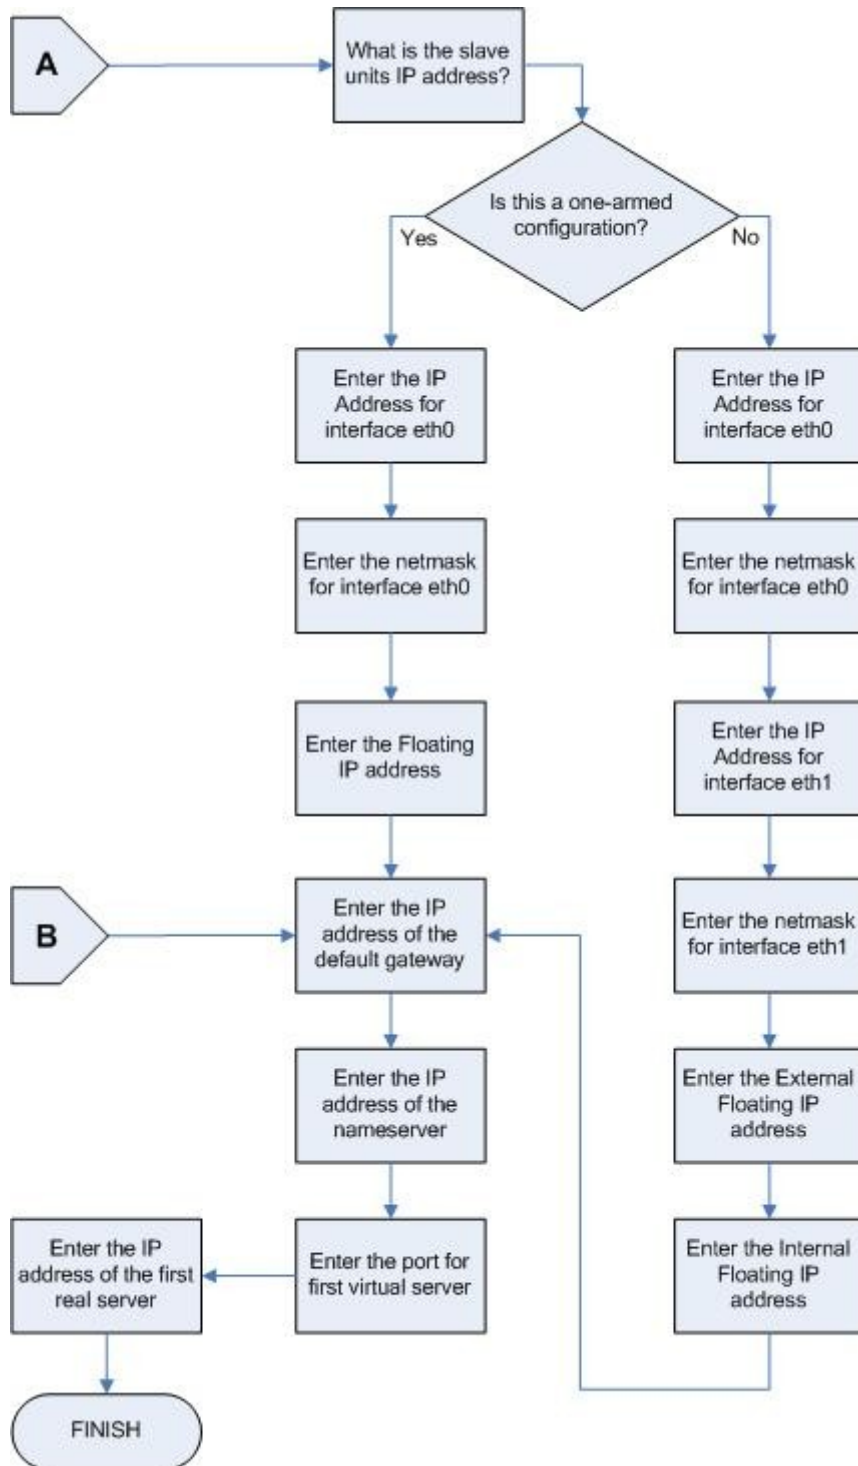 A
What is the slave
units IP address?
Is this a one-armed
configuration?
Yes
No
Enter the IP
Address for
interface eth0
Enter the netmask
for interface eth0
Enter the Floating
IP address
Enter the IP
Address for
interface eth0
Enter the netmask
for interface eth0
Enter the IP
Address for
interface eth1
Enter the netmask
for interface eth1
Enter the External
Floating IP
address
Enter the Internal
Floating IP
address
B
Enter the IP
address of the
default gateway
Enter the IP
address of the
nameserver
Enter the port for
first virtual server
Enter the IP
address of the first
real server
FINISH